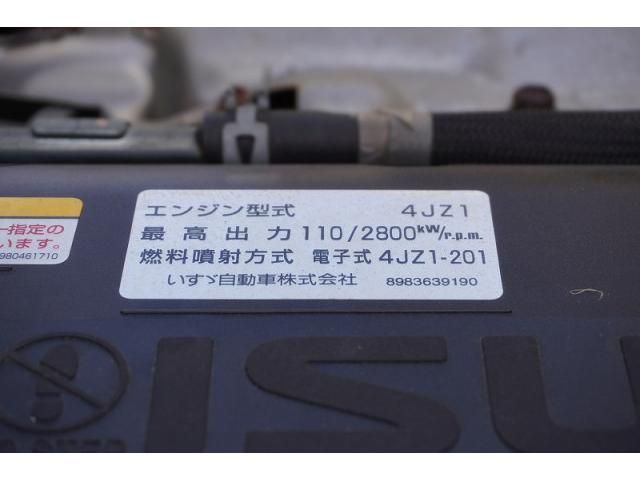 エンジン型式 4JZ1
最高出力 110/2800kW/r.p.m.
燃料噴射方式 電子式 4JZ1-201
いすゞ自動車株式会社 8983639190
指定の
います。
980461710
ISU